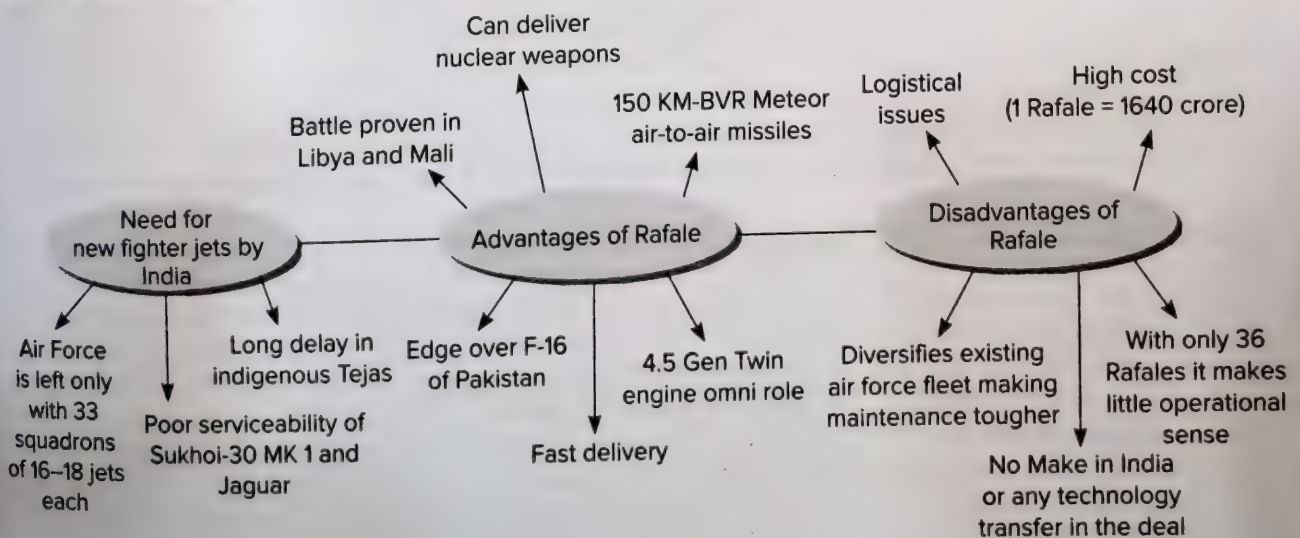 Can deliver
nuclear weapons
Battle proven in
Libya and Mali
150 KM-BVR Meteor
air-to-air missiles
Logistical
issues
High cost
(1 Rafale = 1640 crore)
Need for
new fighter jets by
India
Advantages of Rafale
Disadvantages of
Rafale
Air Force
is left only
with 33
squadrons
of 16–18 jets
each
Poor serviceability of
Sukhoi-30 MK 1 and
Jaguar
Long delay in
indigenous Tejas
Edge over F-16
of Pakistan
Fast delivery
4.5 Gen Twin
engine omni role
Diversifies existing
air force fleet making
maintenance tougher
No Make in India
or any technology
transfer in the deal
With only 36
Rafales it makes
little operational
sense